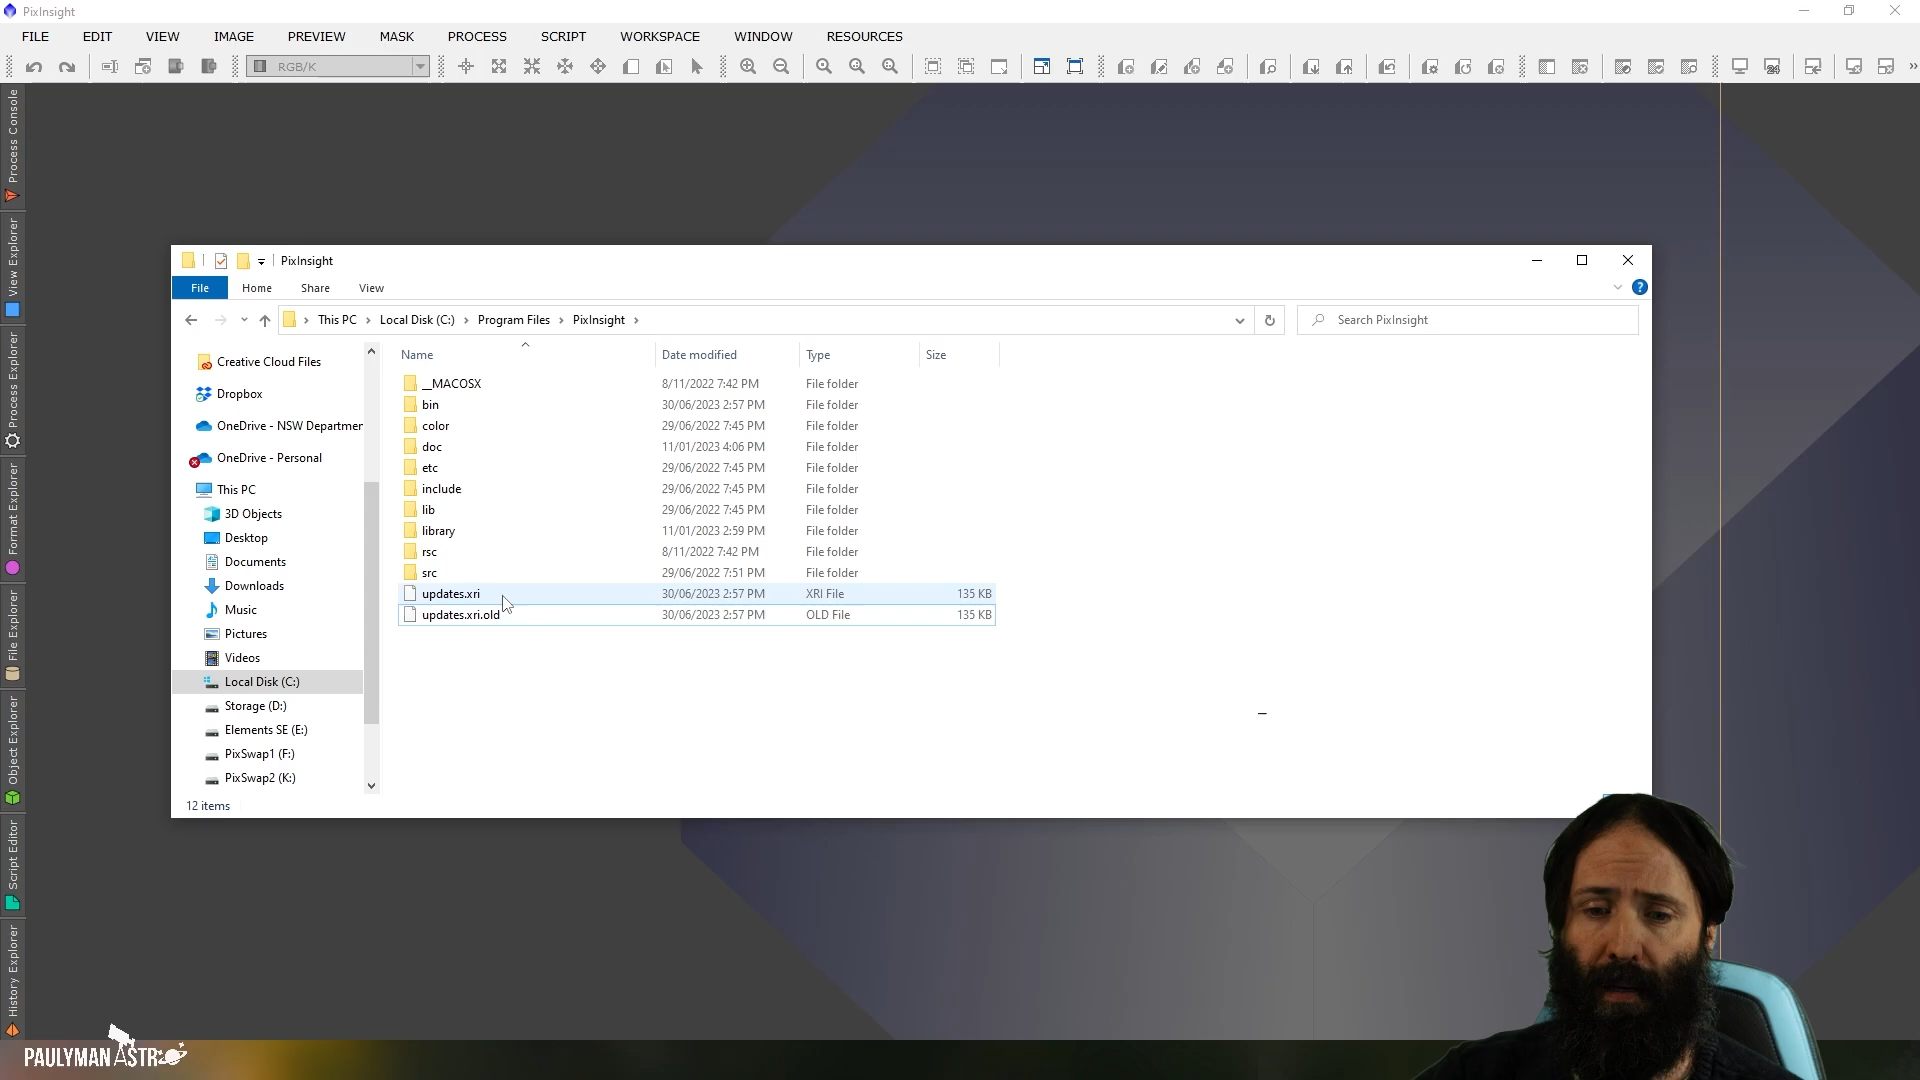 PixInsight
FILE EDIT VIEW IMAGE PREVIEW MASK PROCESS SCRIPT WORKSPACE WINDOW RESOURCES
RGB/K
24
»
Process Console
View Explorer
Process Explorer
Format Explorer
File Explorer
Object Explorer
Script Editor
History Explorer
PixInsight
File Home Share View
This PC > Local Disk (C:) > Program Files > PixInsight >
Search PixInsight
Creative Cloud Files
Dropbox
OneDrive - NSW Departmen
OneDrive - Personal
This PC
3D Objects
Desktop
Documents
Downloads
Music
Pictures
Videos
Local Disk (C:)
Storage (D:)
Elements SE (E:)
PixSwap1 (F:)
PixSwap2 (K:)
Name Date modified Type Size
__MACOSX 8/11/2022 7:42 PM File folder
bin 30/06/2023 2:57 PM File folder
color 29/06/2022 7:45 PM File folder
doc 11/01/2023 4:06 PM File folder
etc 29/06/2022 7:45 PM File folder
include 29/06/2022 7:45 PM File folder
lib 29/06/2022 7:45 PM File folder
library 11/01/2023 2:59 PM File folder
rsc 8/11/2022 7:42 PM File folder
src 29/06/2022 7:51 PM File folder
updates.xri 30/06/2023 2:57 PM XRI File 135 KB
updates.xri.old 30/06/2023 2:57 PM OLD File 135 KB
12 items
PAULYMAN ASTRO